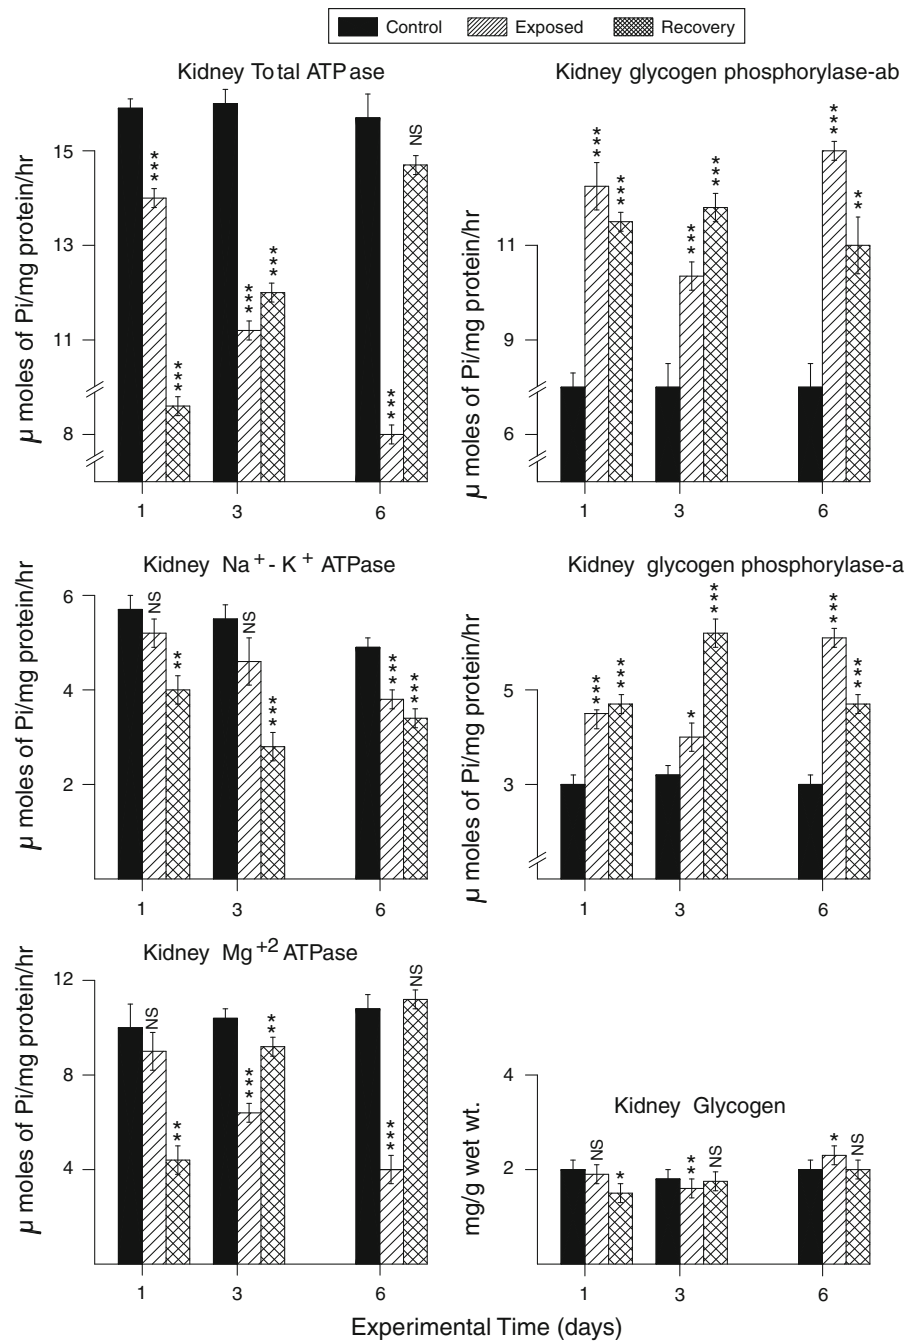 Control Exposed Recovery
Kidney Total ATPase
µ moles of Pi/mg protein/hr
15
13
11
8
*** *** *** *** *** NS
1 3 6
Kidney glycogen phosphorylase-ab
µ moles of Pi/mg protein/hr
11
9
6
*** *** *** *** *** **
1 3 6
Kidney Na+- K+ ATPase
µ moles of Pi/mg protein/hr
6
4
2
NS ** NS *** *** ***
1 3 6
Kidney glycogen phosphorylase-a
µ moles of Pi/mg protein/hr
5
3
*** *** * *** *** ***
1 3 6
Kidney Mg+2 ATPase
µ moles of Pi/mg protein/hr
12
8
4
NS ** *** ** *** NS
1 3 6
Kidney Glycogen
mg/g wet wt.
4
2
NS * ** NS * NS
1 3 6
Experimental Time (days)